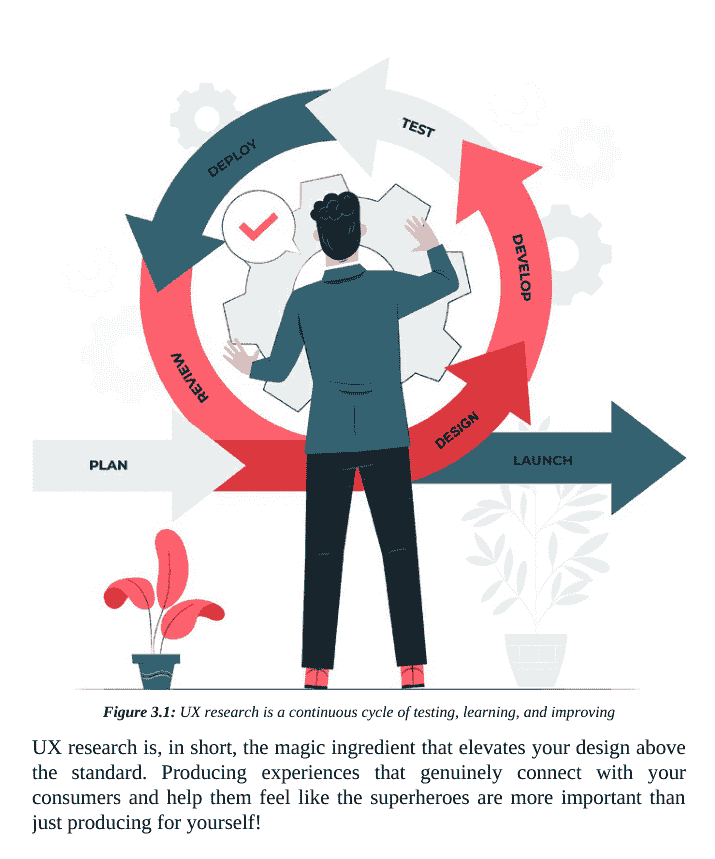 TEST
DEPLOY
DEVELOP
REVIEW
DESIGN
PLAN
LAUNCH
Figure 3.1: UX research is a continuous cycle of testing, learning, and improving
UX research is, in short, the magic ingredient that elevates your design above
the standard. Producing experiences that genuinely connect with your
consumers and help them feel like the superheroes are more important than
just producing for yourself!